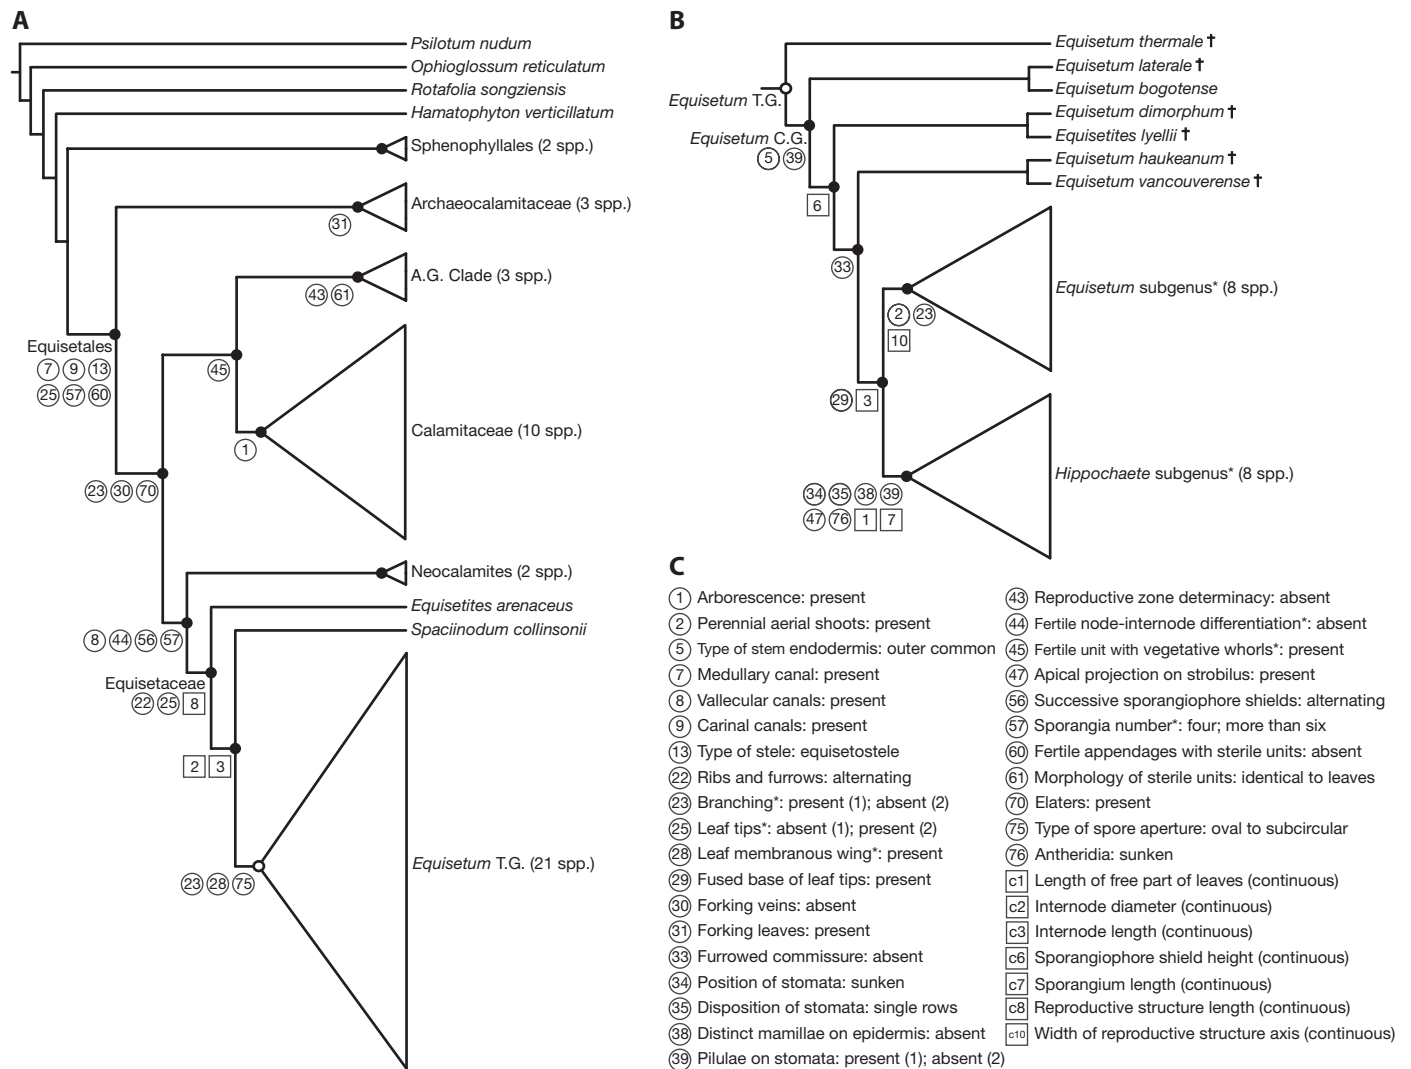 A
Psilotum nudum
Ophioglossum reticulatum
Rotafolia songziensis
Hamatophyton verticillatum
Sphenophyllales (2 spp.)
Archaeocalamitaceae (3 spp.)
31
A.G. Clade (3 spp.)
43 61
Equisetales
7 9 13
25 57 60
45
Calamitaceae (10 spp.)
1
23 30 70
Neocalamites (2 spp.)
Equisetites arenaceus
Spaciinodum collinsonii
8 44 56 57
Equisetaceae
22 25 8
2 3
Equisetum T.G. (21 spp.)
23 28 75
B
Equisetum thermale †
Equisetum laterale †
Equisetum bogotense
Equisetum T.G.
Equisetum dimorphum †
Equisetites lyellii †
Equisetum C.G.
5 39
Equisetum haukeanum †
Equisetum vancouverense †
6
33
Equisetum subgenus* (8 spp.)
2 23
10
29 3
Hippochaete subgenus* (8 spp.)
34 35 38 39
47 76 1 7
C
1 Arborescence: present
2 Perennial aerial shoots: present
5 Type of stem endodermis: outer common
7 Medullary canal: present
8 Vallecular canals: present
9 Carinal canals: present
13 Type of stele: equisetostele
22 Ribs and furrows: alternating
23 Branching*: present (1); absent (2)
25 Leaf tips*: absent (1); present (2)
28 Leaf membranous wing*: present
29 Fused base of leaf tips: present
30 Forking veins: absent
31 Forking leaves: present
33 Furrowed commissure: absent
34 Position of stomata: sunken
35 Disposition of stomata: single rows
38 Distinct mamillae on epidermis: absent
39 Pilulae on stomata: present (1); absent (2)
43 Reproductive zone determinacy: absent
44 Fertile node-internode differentiation*: absent
45 Fertile unit with vegetative whorls*: present
47 Apical projection on strobilus: present
56 Successive sporangiophore shields: alternating
57 Sporangia number*: four; more than six
60 Fertile appendages with sterile units: absent
61 Morphology of sterile units: identical to leaves
70 Elaters: present
75 Type of spore aperture: oval to subcircular
76 Antheridia: sunken
c1 Length of free part of leaves (continuous)
c2 Internode diameter (continuous)
c3 Internode length (continuous)
c6 Sporangiophore shield height (continuous)
c7 Sporangium length (continuous)
c8 Reproductive structure length (continuous)
c10 Width of reproductive structure axis (continuous)